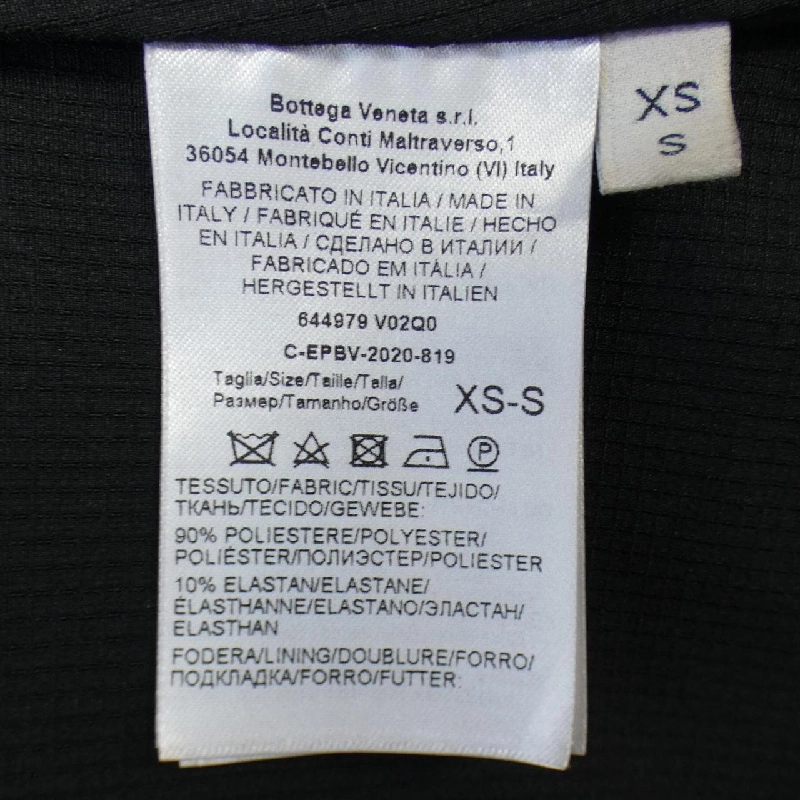 XS
S
Bottega Veneta s.r.l.
Località Conti Maltraverso,1
36054 Montebello Vicentino (VI) Italy
FABBRICATO IN ITALIA / MADE IN
ITALY / FABRIQUÉ EN ITALIE / HECHO
EN ITALIA / СДЕЛАНО В ИТАЛИИ /
FABRICADO EM ITÁLIA /
HERGESTELLT IN ITALIEN
644979 V02Q0
C-EPBV-2020-819
Taglia/Size/Taille/Talla/
Размер/Tamanho/Größe
XS-S
P
TESSUTO/FABRIC/TISSU/TEJIDO/
ТКАНЬ/TECIDO/GEWEBE:
90% POLIESTERE/POLYESTER/
POLIÉSTER/ПОЛИЭСТЕР/POLIESTER
10% ELASTAN/ELASTANE/
ÉLASTHANNE/ELASTANO/ЭЛАСТАН/
ELASTHAN
FODERA/LINING/DOUBLURE/FORRO/
ПОДКЛАДКА/FORRO/FUTTER: